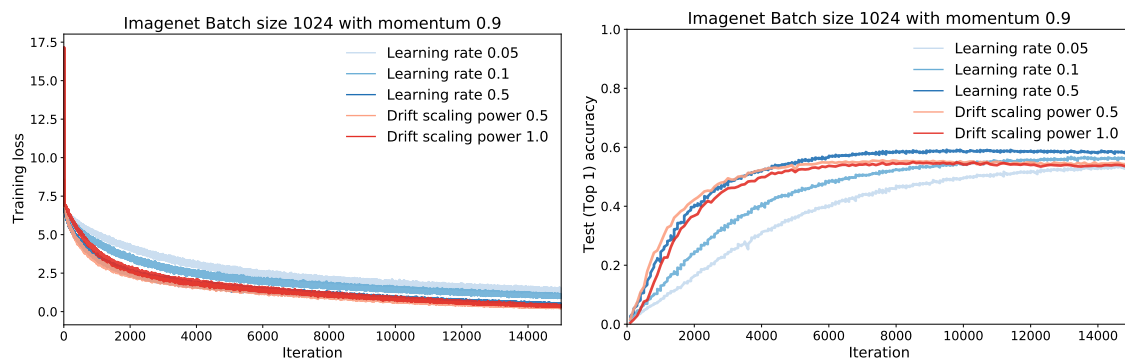 Imagenet Batch size 1024 with momentum 0.9
17.5
15.0
12.5
10.0
7.5
5.0
2.5
0.0
Training loss
Learning rate 0.05
Learning rate 0.1
Learning rate 0.5
Drift scaling power 0.5
Drift scaling power 1.0
0 2000 4000 6000 8000 10000 12000 14000
Iteration
Imagenet Batch size 1024 with momentum 0.9
1.0
0.8
0.6
0.4
0.2
0.0
Test (Top 1) accuracy
Learning rate 0.05
Learning rate 0.1
Learning rate 0.5
Drift scaling power 0.5
Drift scaling power 1.0
0 2000 4000 6000 8000 10000 12000 14000
Iteration